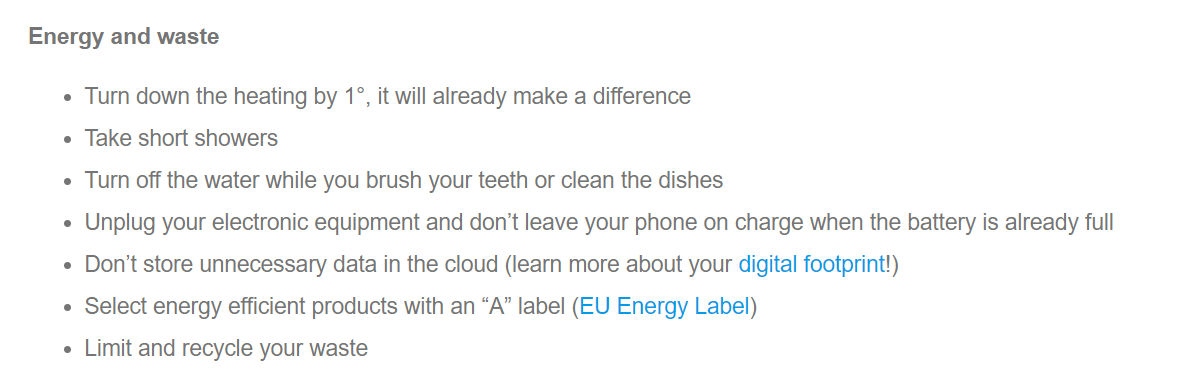 Energy and waste
• Turn down the heating by 1°, it will already make a difference
• Take short showers
• Turn off the water while you brush your teeth or clean the dishes
• Unplug your electronic equipment and don’t leave your phone on charge when the battery is already full
• Don’t store unnecessary data in the cloud (learn more about your digital footprint!)
• Select energy efficient products with an “A” label (EU Energy Label)
• Limit and recycle your waste